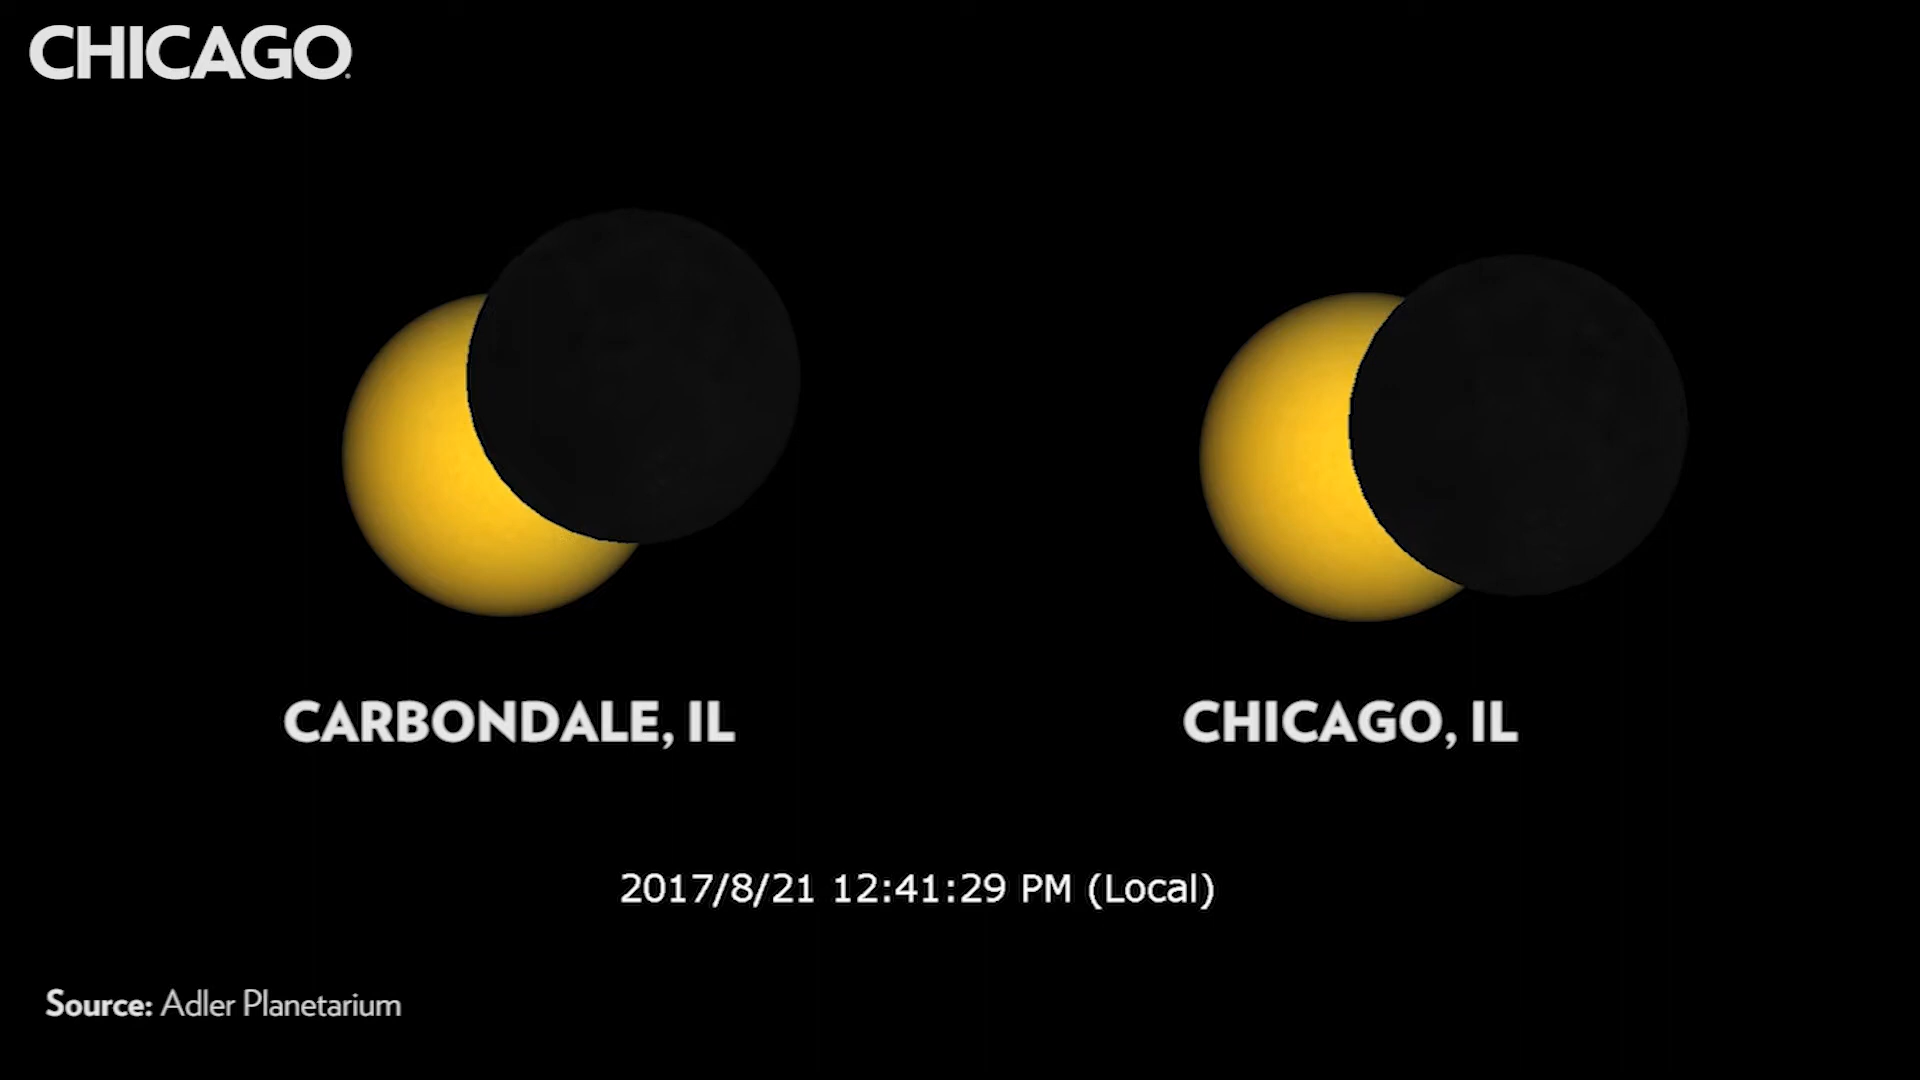 CHICAGO.
CARBONDALE, IL
CHICAGO, IL
2017/8/21 12:41:29 PM (Local)
Source: Adler Planetarium